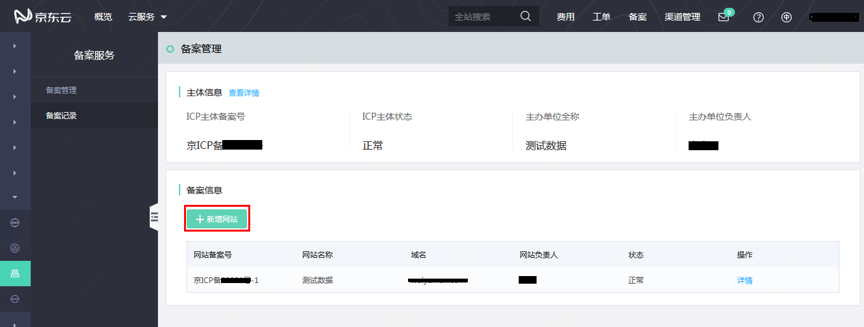 京东云 概览 云服务 全站搜索 费用 工单 备案 渠道管理 0
备案服务
备案管理
备案记录
备案管理
主体信息 查看详情
ICP主体备案号 ICP主体状态 主办单位全称 主办单位负责人
京ICP备 正常 测试数据
备案信息
新增网站
网站备案号 网站名称 域名 网站负责人 状态 操作
京ICP备 号-1 测试数据 正常 详情